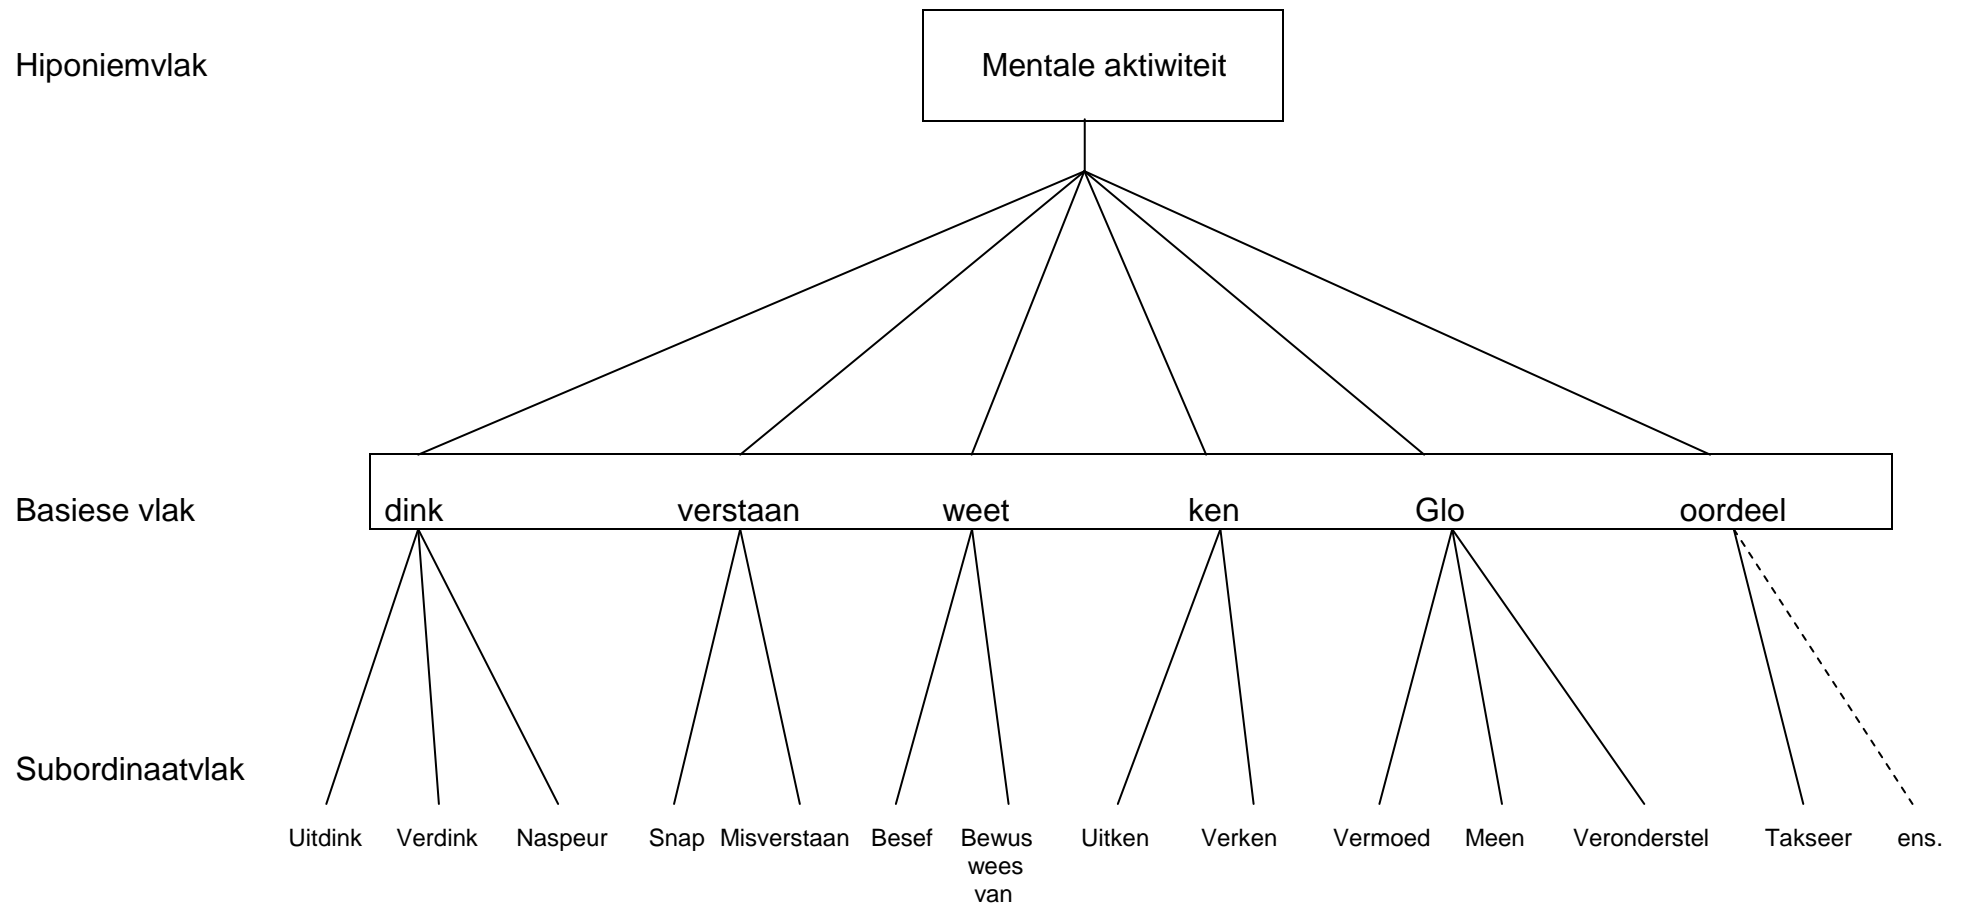 Hiponiemvlak
Mentale aktiwiteit
Basiese vlak
dink verstaan weet ken Glo oordeel
Subordinaatvlak
Uitdink Verdink Naspeur Snap Misverstaan Besef Bewus wees van Uitken Verken Vermoed Meen Veronderstel Takseer ens.